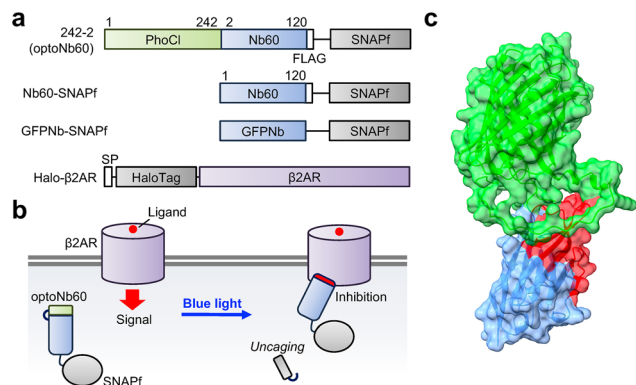 a
1 242 2 120
242-2
(optoNb60)
PhoCl Nb60 SNAPf
FLAG
1 120
Nb60-SNAPf Nb60 SNAPf
GFPNb-SNAPf GFPNb SNAPf
SP
Halo-β2AR HaloTag β2AR
b
Ligand
β2AR
optoNb60
Signal
SNAPf
Blue light
Inhibition
Uncaging
c